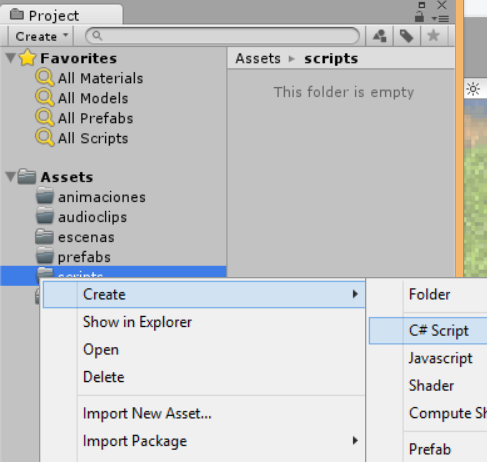 Project
Create
Favorites
All Materials
All Models
All Prefabs
All Scripts
Assets
animaciones
audioclips
escenas
prefabs
scripts
Assets ▸ scripts
This folder is empty
Create
Show in Explorer
Open
Delete
Import New Asset...
Import Package
Folder
C# Script
Javascript
Shader
Compute
Prefab